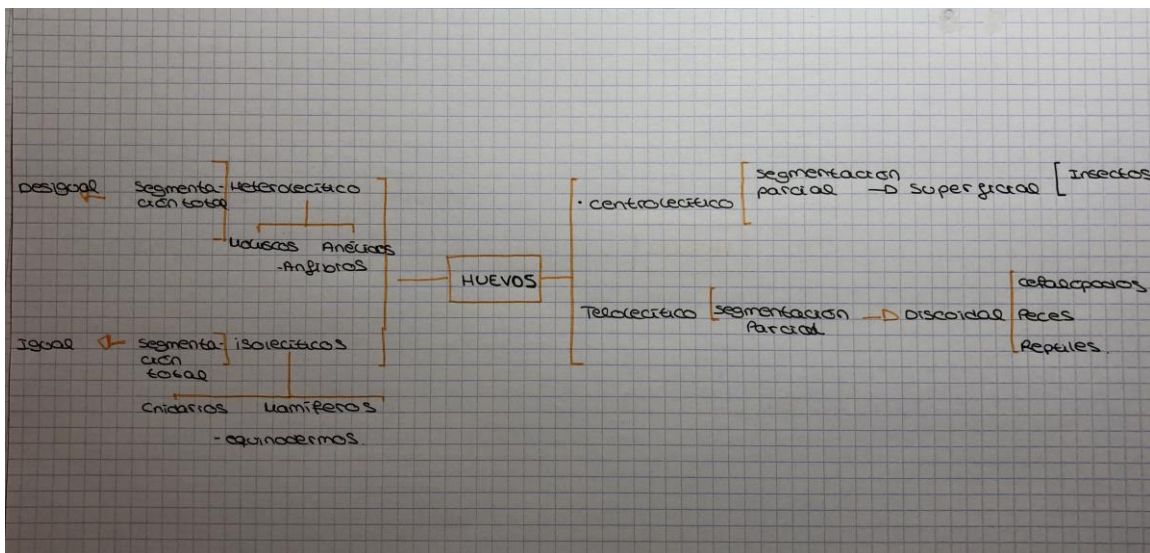 Desigual
segmenta-
ción total
Heterolecítico
Moluscos Anélidos
-Anfibios
Igual
segmenta-
ción
total
isolecíticos
Cnidarios Mamíferos
-equinodermos.
HUEVOS
· centrolecítico
segmentación
parcial → superficial
Insectos
Telolecítico
segmentación
Parcial
→ Discoidal
cefalopodos
Peces
Reptiles.